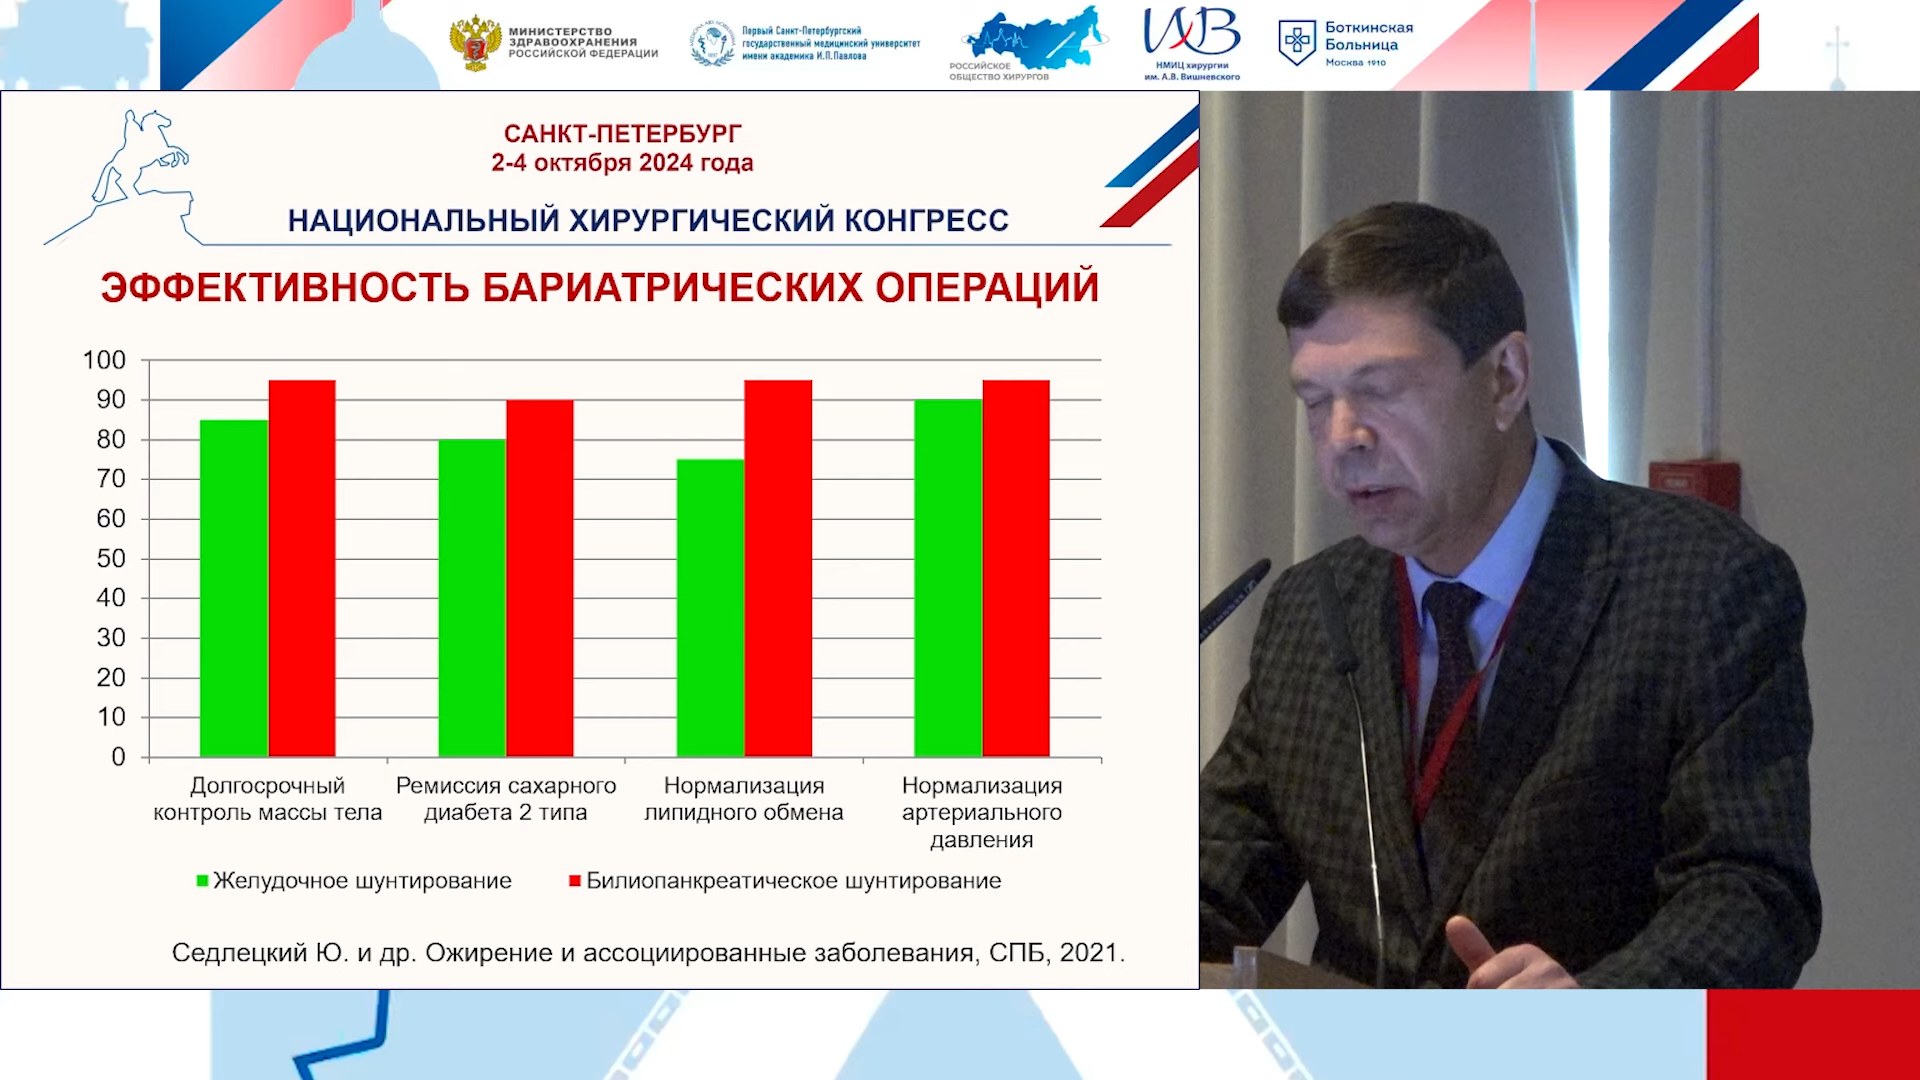 МИНИСТЕРСТВО
ЗДРАВООХРАНЕНИЯ
РОССИЙСКОЙ ФЕДЕРАЦИИ
Первый Санкт-Петербургский
государственный медицинский университет
имени академика И.П.Павлова
РОССИЙСКОЕ
ОБЩЕСТВО ХИРУРГОВ
ИВ
НМИЦ хирургии
им. А.В. Вишневского
Боткинская
Больница
Москва 1910
САНКТ-ПЕТЕРБУРГ
2-4 октября 2024 года
НАЦИОНАЛЬНЫЙ ХИРУРГИЧЕСКИЙ КОНГРЕСС
ЭФФЕКТИВНОСТЬ БАРИАТРИЧЕСКИХ ОПЕРАЦИЙ
100
90
80
70
60
50
40
30
20
10
0
Долгосрочный
контроль массы тела
Ремиссия сахарного
диабета 2 типа
Нормализация
липидного обмена
Нормализация
артериального
давления
Желудочное шунтирование
Билиопанкреатическое шунтирование
Седлецкий Ю. и др. Ожирение и ассоциированные заболевания, СПБ, 2021.